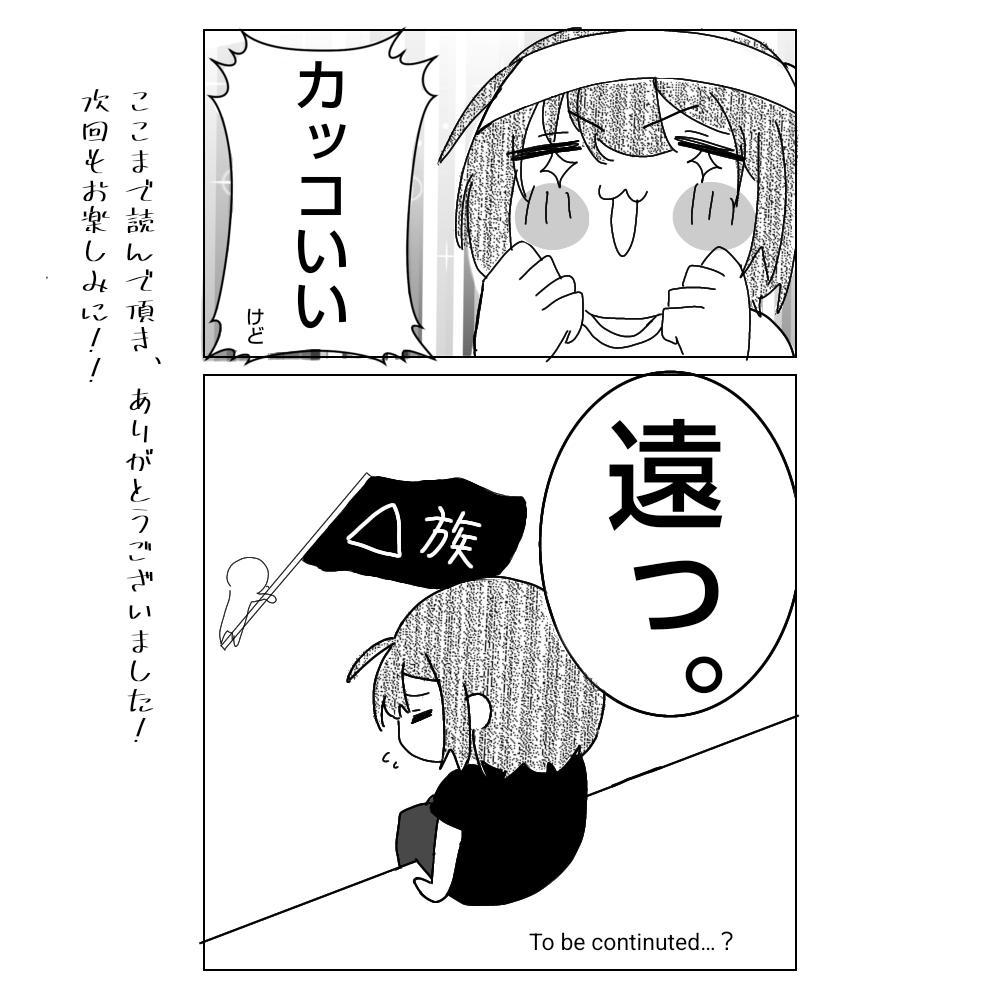 カッコいい
けど
遠っ。
△族
To be continuted…？
ここまで読んで頂き、ありがとうございました！
次回もお楽しみに！！